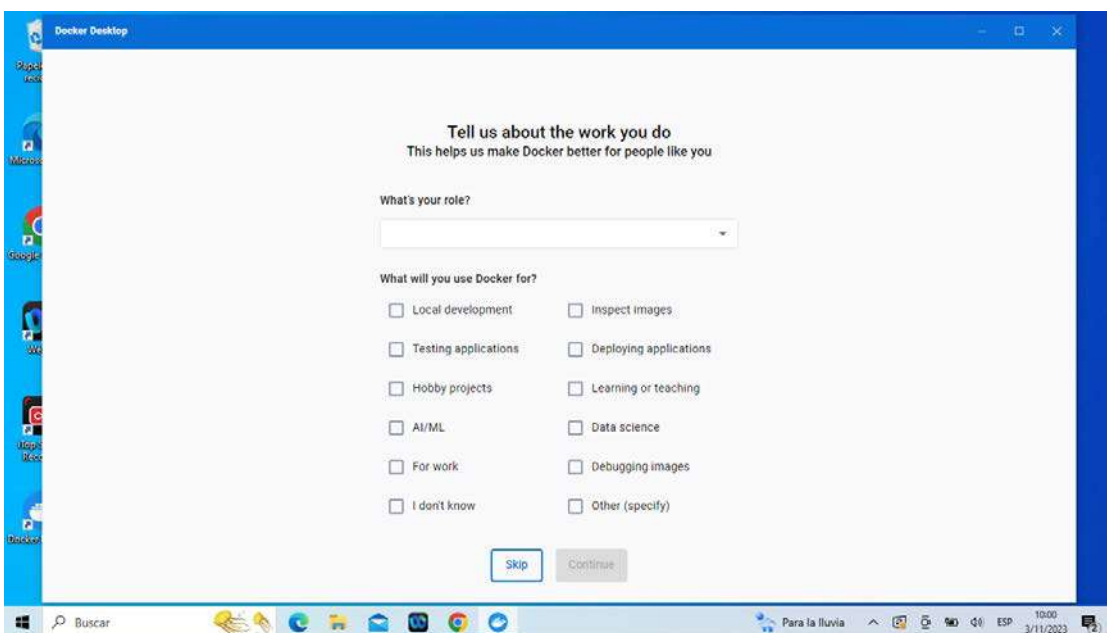 Docker Desktop
Tell us about the work you do
This helps us make Docker better for people like you
What's your role?
What will you use Docker for?
Local development
Inspect images
Testing applications
Deploying applications
Hobby projects
Learning or teaching
AI/ML
Data science
For work
Debugging images
I don't know
Other (specify)
Skip
Continue
Google
Buscar
Para la lluvia
ESP
10:00
3/11/2023